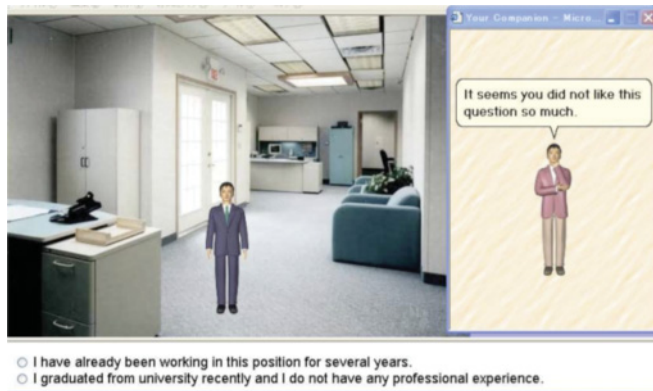 Your Companion - Micro...
It seems you did not like this
question so much.
I have already been working in this position for several years.
I graduated from university recently and I do not have any professional experience.